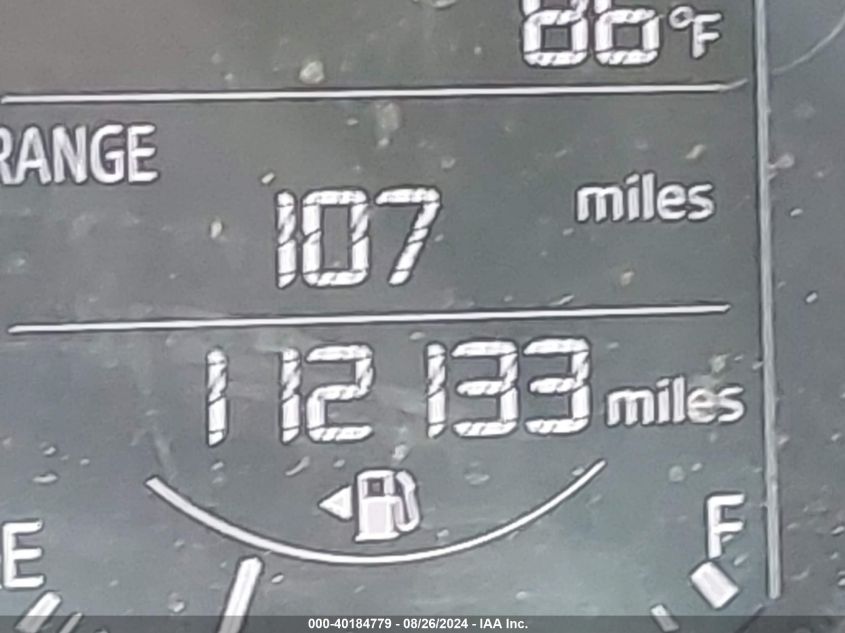 86°F
RANGE
107 miles
112133 miles
E F
000-40184779 - 08/26/2024 - IAA Inc.